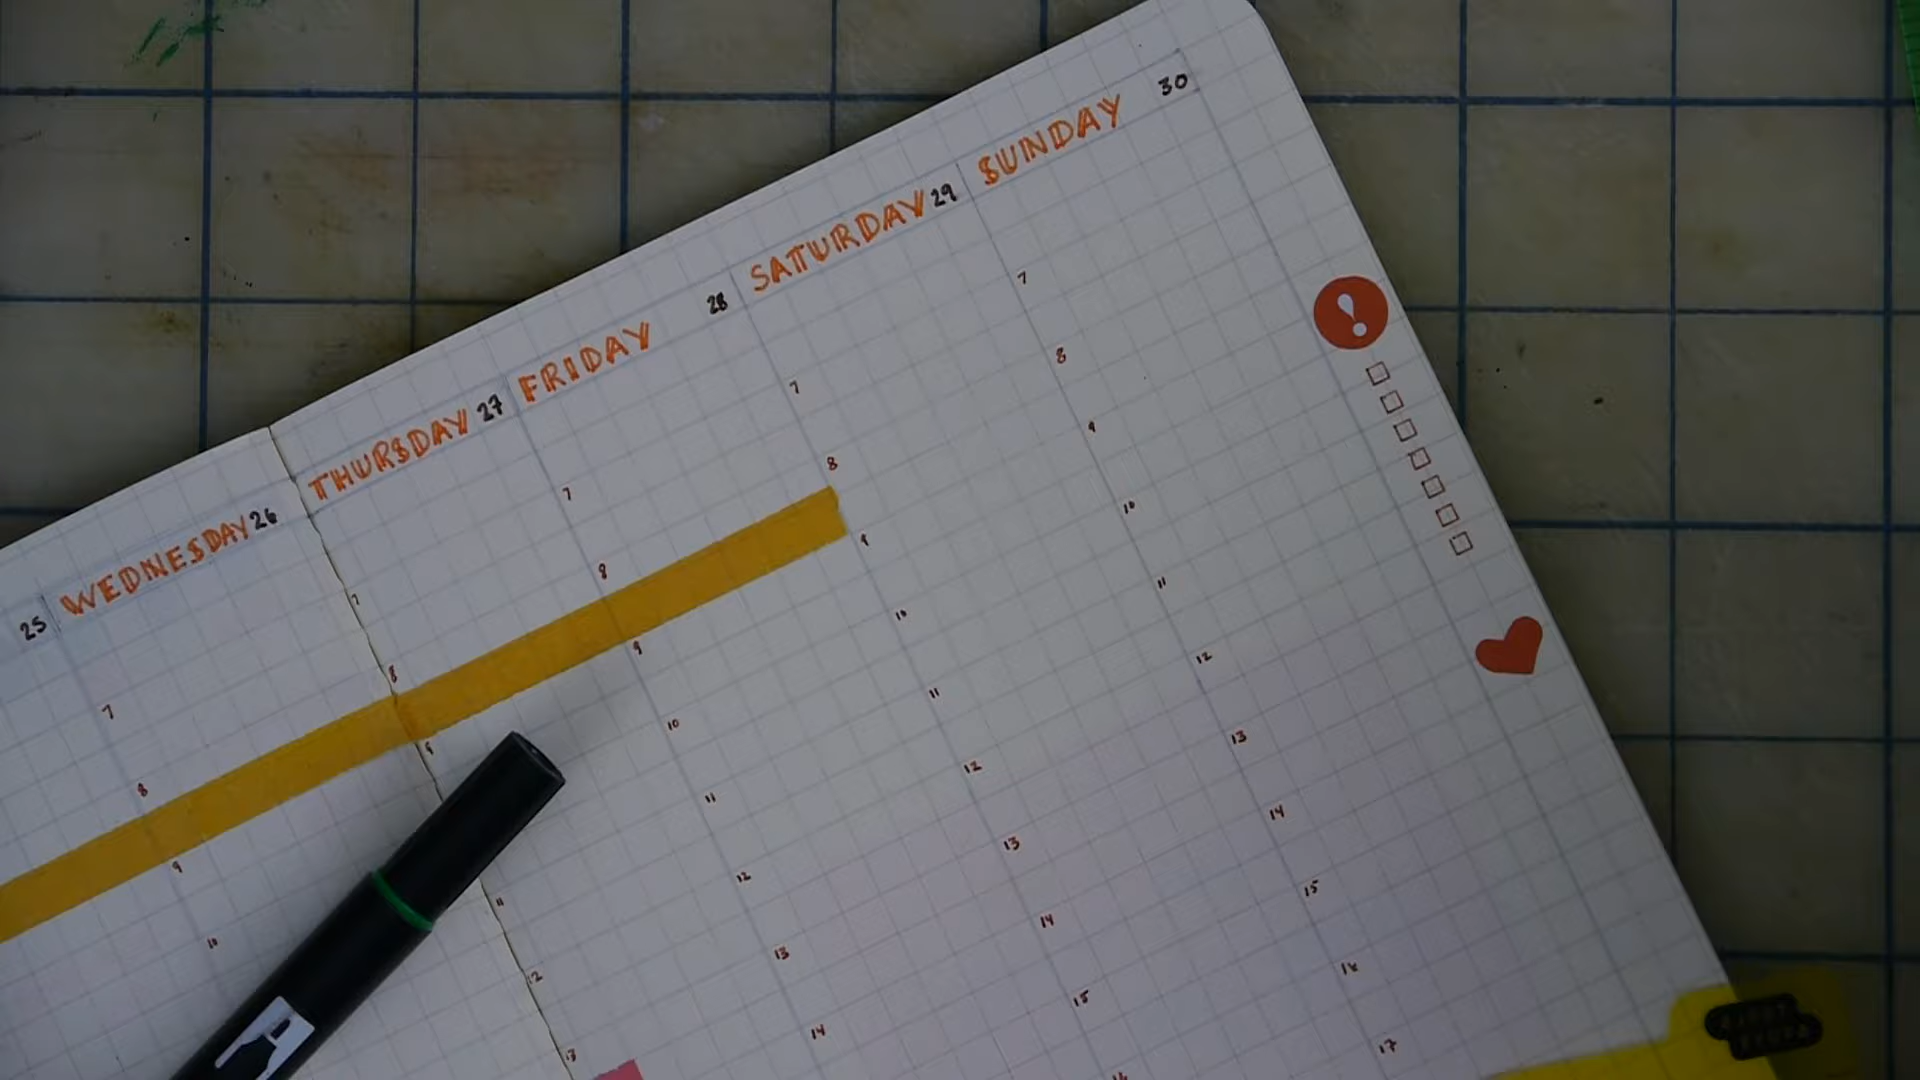 25 WEDNESDAY 26 THURSDAY 27 FRIDAY 28 SATURDAY 29 SUNDAY 30
7 8 9 10
7 8 9 11 12 13
7 8 9 10 11 12 13 14
7 8 9 10 11 12 13 14 15 16
7 8 9 10 11 12 13 14 15 16 17
!